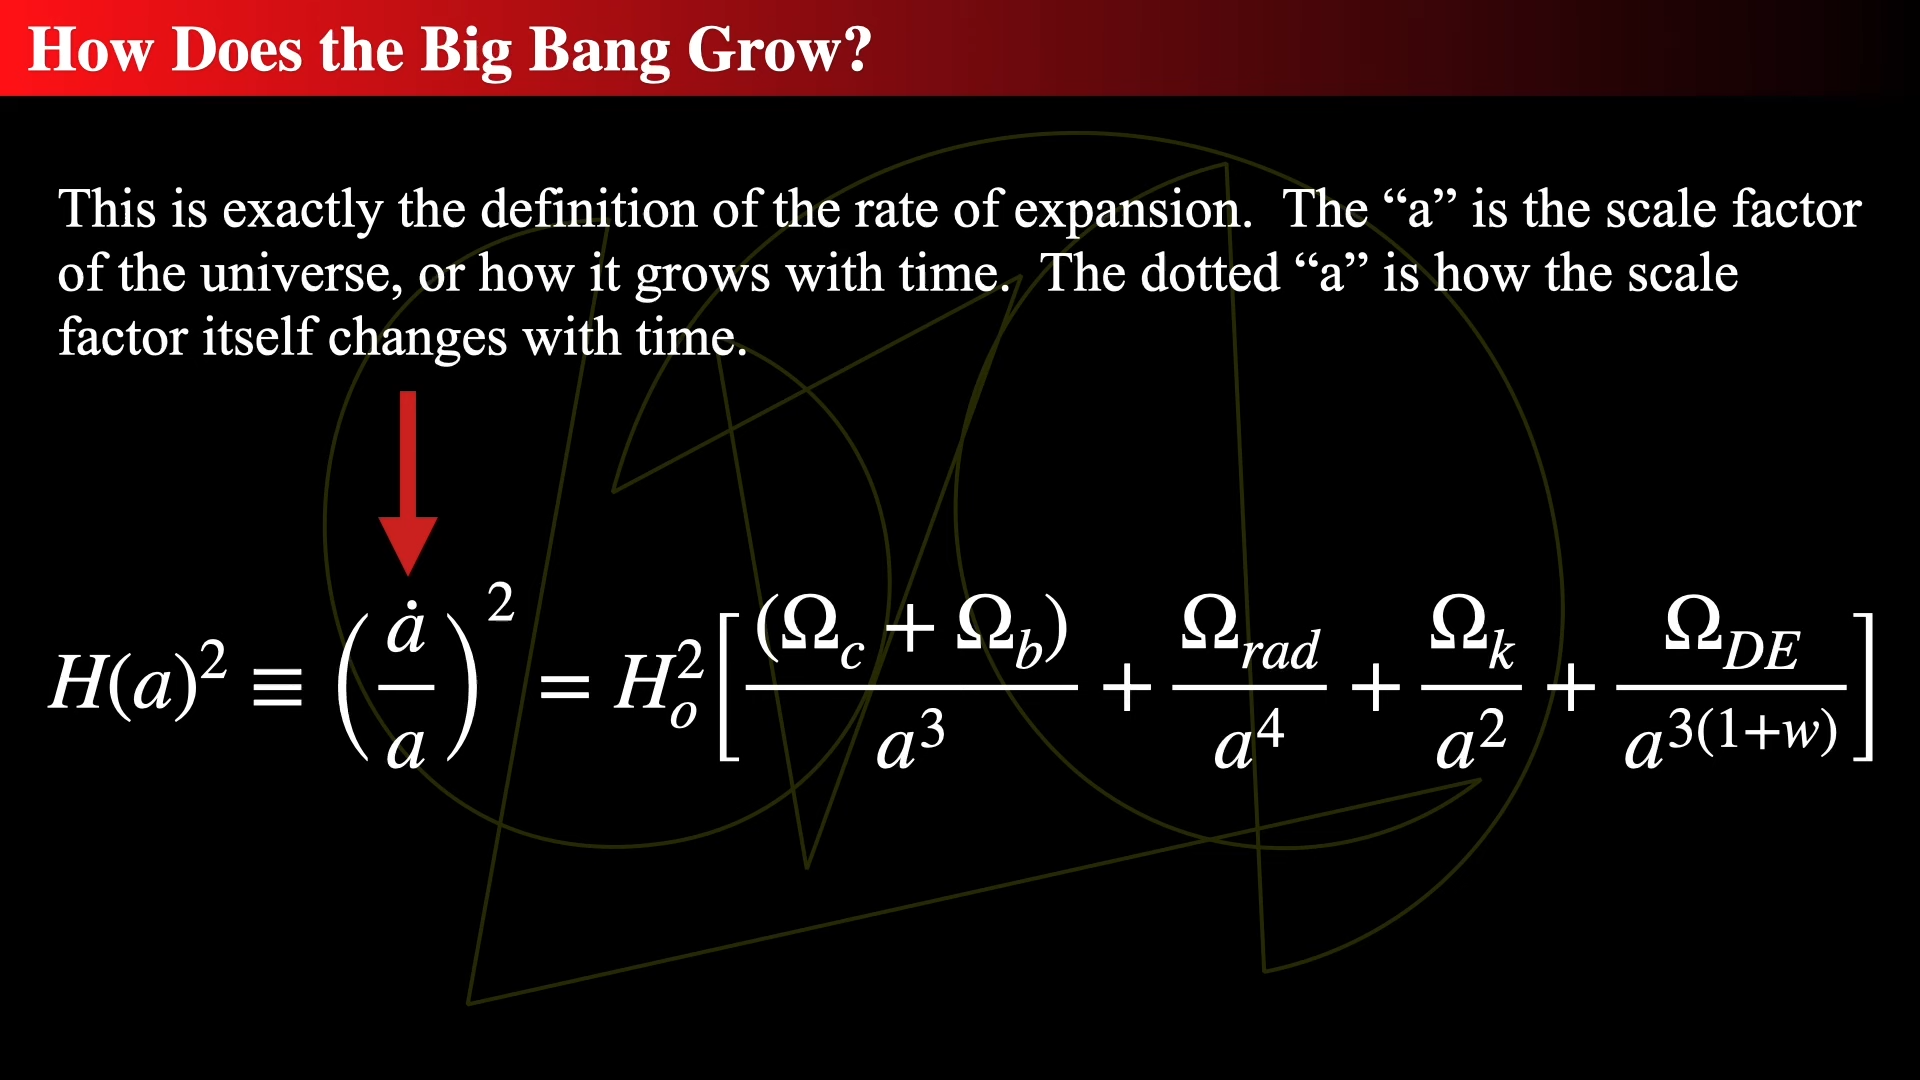 How Does the Big Bang Grow?
This is exactly the definition of the rate of expansion.  The “a” is the scale factor
of the universe, or how it grows with time.  The dotted “a” is how the scale
factor itself changes with time.
H(a)² ≡ (ȧ/a)² = H₀²[(Ω_c + Ω_b)/a³ + Ω_rad/a⁴ + Ω_k/a² + Ω_DE/a^{3(1+w)}]